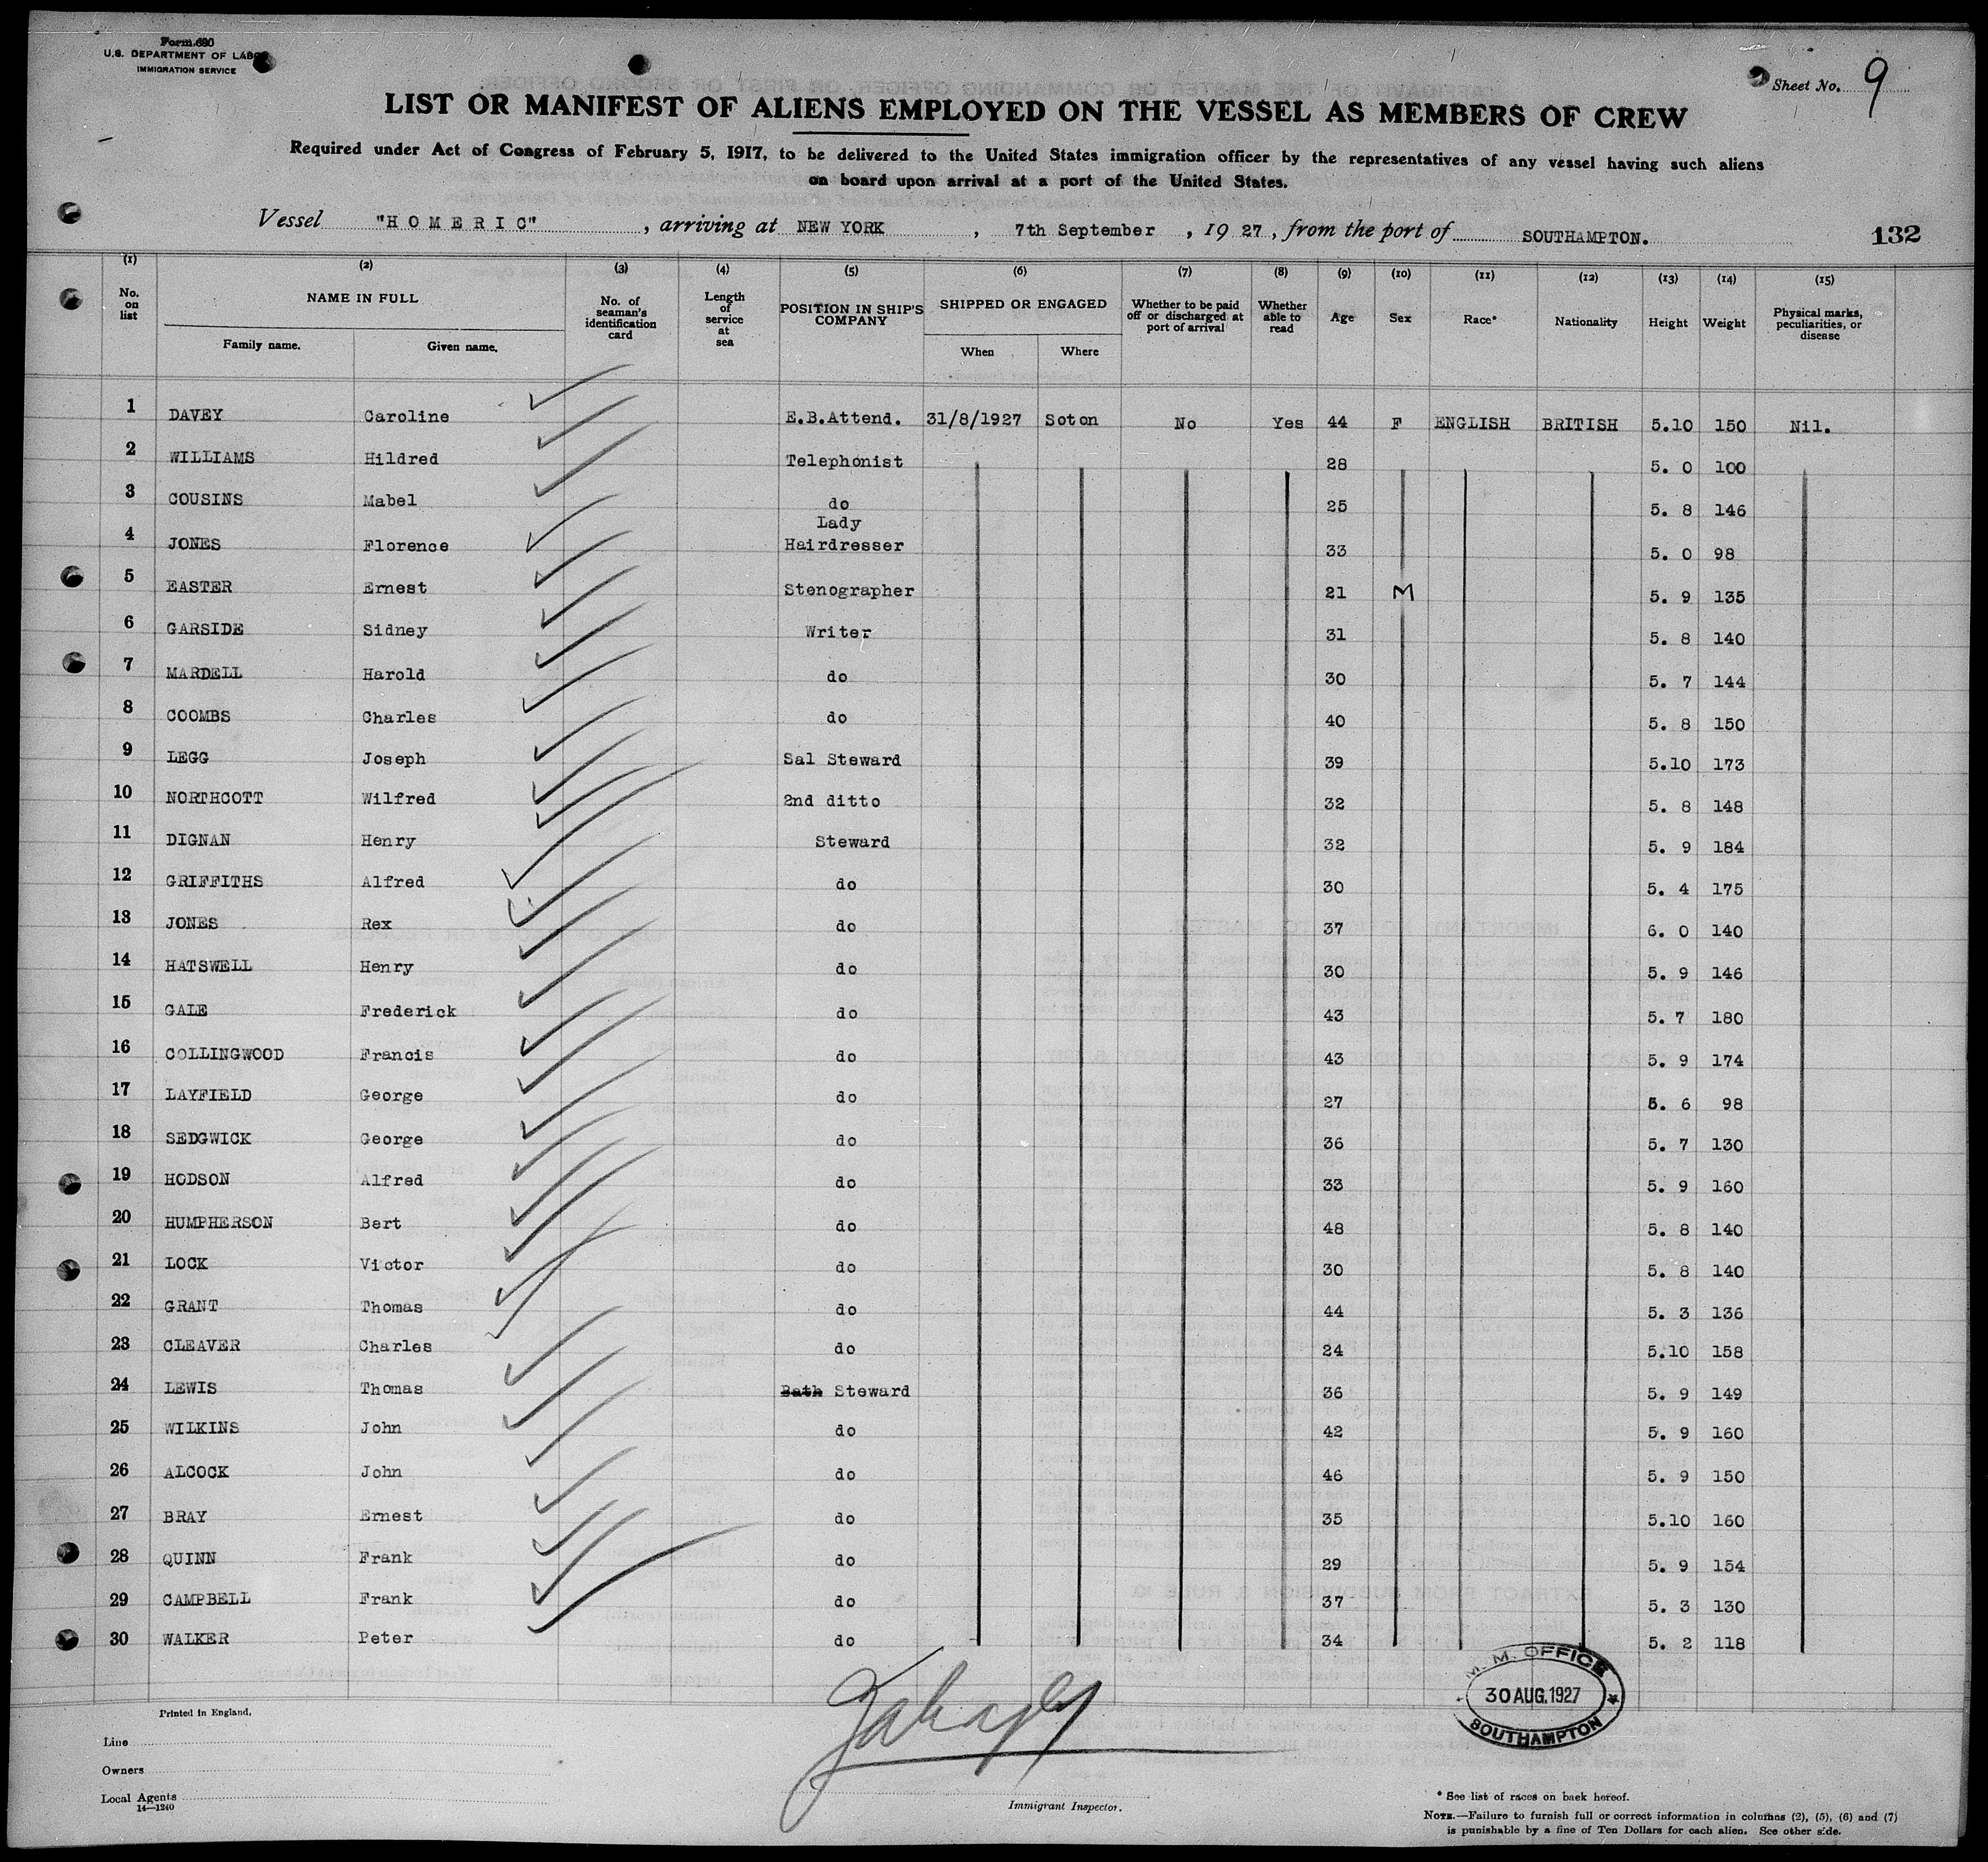 Form 690
U.S. DEPARTMENT OF LABOR
IMMIGRATION SERVICE
Sheet No. 9
LIST OR MANIFEST OF ALIENS EMPLOYED ON THE VESSEL AS MEMBERS OF CREW
Required under Act of Congress of February 5, 1917, to be delivered to the United States immigration officer by the representatives of any vessel having such aliens
on board upon arrival at a port of the United States.
Vessel "HOMERIC", arriving at NEW YORK, 7th September, 1927, from the port of SOUTHAMPTON. 132
(1) (2) (3) (4) (5) (6) (7) (8) (9) (10) (11) (12) (13) (14) (15)
No. on list NAME IN FULL No. of seaman's identification card Length of service at sea POSITION IN SHIP'S COMPANY SHIPPED OR ENGAGED Whether to be paid off or discharged at port of arrival Whether able to read Age Sex Race* Nationality Height Weight Physical marks, peculiarities, or disease
Family name. Given name. When Where
1 DAVEY Caroline E.B.Attend. 31/8/1927 Soton No Yes 44 F ENGLISH BRITISH 5.10 150 Nil.
2 WILLIAMS Hildred Telephonist 28 5. 0 100
3 COUSINS Mabel do 25 5. 8 146
4 JONES Florence Lady Hairdresser 33 5. 0 98
5 EASTER Ernest Stenographer 21 M 5. 9 135
6 GARSIDE Sidney Writer 31 5. 8 140
7 MARDELL Harold do 30 5. 7 144
8 COOMBS Charles do 40 5. 8 150
9 LEGG Joseph Sal Steward 39 5.10 173
10 NORTHCOTT Wilfred 2nd ditto 32 5. 8 148
11 DIGNAN Henry Steward 32 5. 9 184
12 GRIFFITHS Alfred do 30 5. 4 175
13 JONES Rex do 37 6. 0 140
14 HATSWELL Henry do 30 5. 9 146
15 GALE Frederick do 43 5. 7 180
16 COLLINGWOOD Francis do 43 5. 9 174
17 LAYFIELD George do 27 5. 6 98
18 SEDGWICK George do 36 5. 7 130
19 HODSON Alfred do 33 5. 9 160
20 HUMPHERSON Bert do 48 5. 8 140
21 LOCK Victor do 30 5. 8 140
22 GRANT Thomas do 44 5. 3 136
23 CLEAVER Charles do 24 5.10 158
24 LEWIS Thomas Bath Steward 36 5. 9 149
25 WILKINS John do 42 5. 9 160
26 ALCOCK John do 46 5. 9 150
27 BRAY Ernest do 35 5.10 160
28 QUINN Frank do 29 5. 9 154
29 CAMPBELL Frank do 37 5. 3 130
30 WALKER Peter do 34 5. 2 118
M. M. OFFICE
30 AUG. 1927
SOUTHAMPTON
Printed in England.
Line
Owners
Local Agents
14—1240
Immigrant Inspector.
* See list of races on back hereof.
NOTE.—Failure to furnish full or correct information in columns (2), (5), (6) and (7)
is punishable by a fine of Ten Dollars for each alien. See other side.